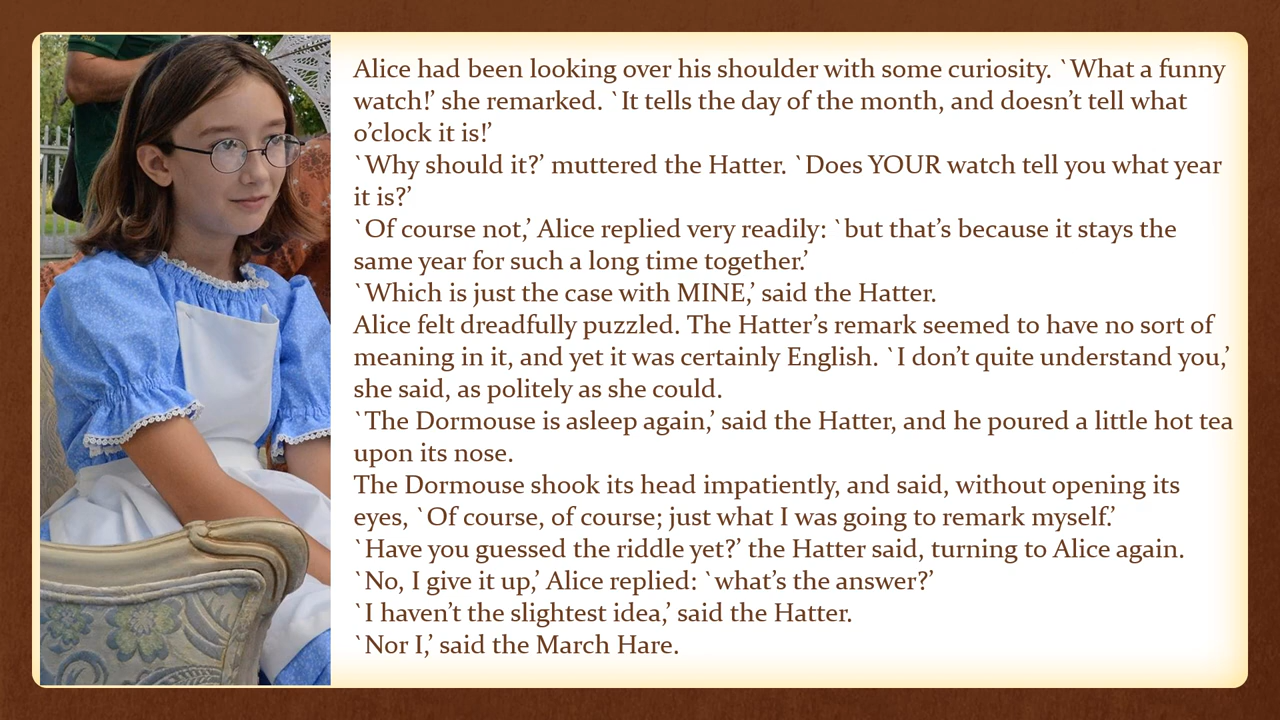 Alice had been looking over his shoulder with some curiosity. `What a funny
watch!’ she remarked. `It tells the day of the month, and doesn’t tell what
o’clock it is!’
`Why should it?’ muttered the Hatter. `Does YOUR watch tell you what year
it is?’
`Of course not,’ Alice replied very readily: `but that’s because it stays the
same year for such a long time together.’
`Which is just the case with MINE,’ said the Hatter.
Alice felt dreadfully puzzled. The Hatter’s remark seemed to have no sort of
meaning in it, and yet it was certainly English. `I don’t quite understand you,’
she said, as politely as she could.
`The Dormouse is asleep again,’ said the Hatter, and he poured a little hot tea
upon its nose.
The Dormouse shook its head impatiently, and said, without opening its
eyes, `Of course, of course; just what I was going to remark myself.’
`Have you guessed the riddle yet?’ the Hatter said, turning to Alice again.
`No, I give it up,’ Alice replied: `what’s the answer?’
`I haven’t the slightest idea,’ said the Hatter.
`Nor I,’ said the March Hare.